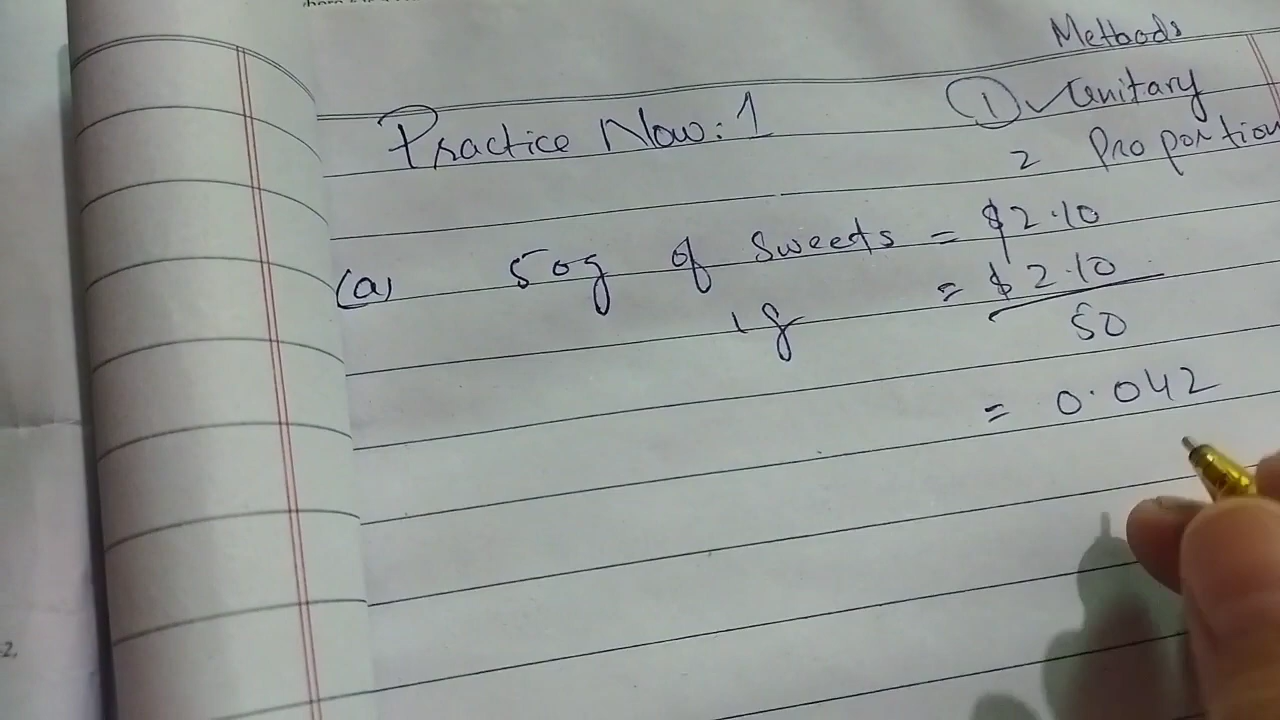 Methods
Practice Now: 1
① ✓ Unitary
2 Proportion
(a) 50g of sweets = $2.10
1g = $2.10
50
= 0.042
2,